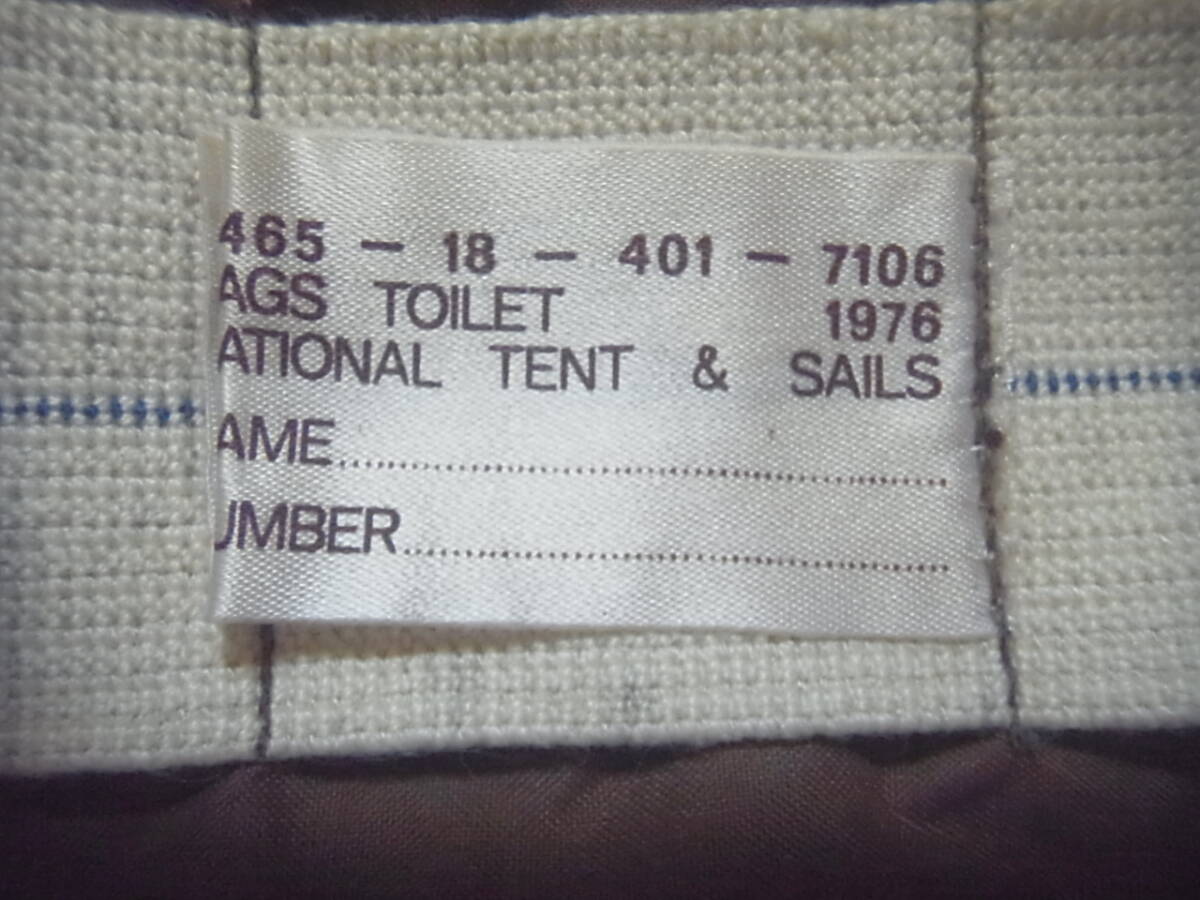 465 - 18 - 401 - 7106
AGS TOILET 1976
ATIONAL TENT & SAILS
AME
UMBER